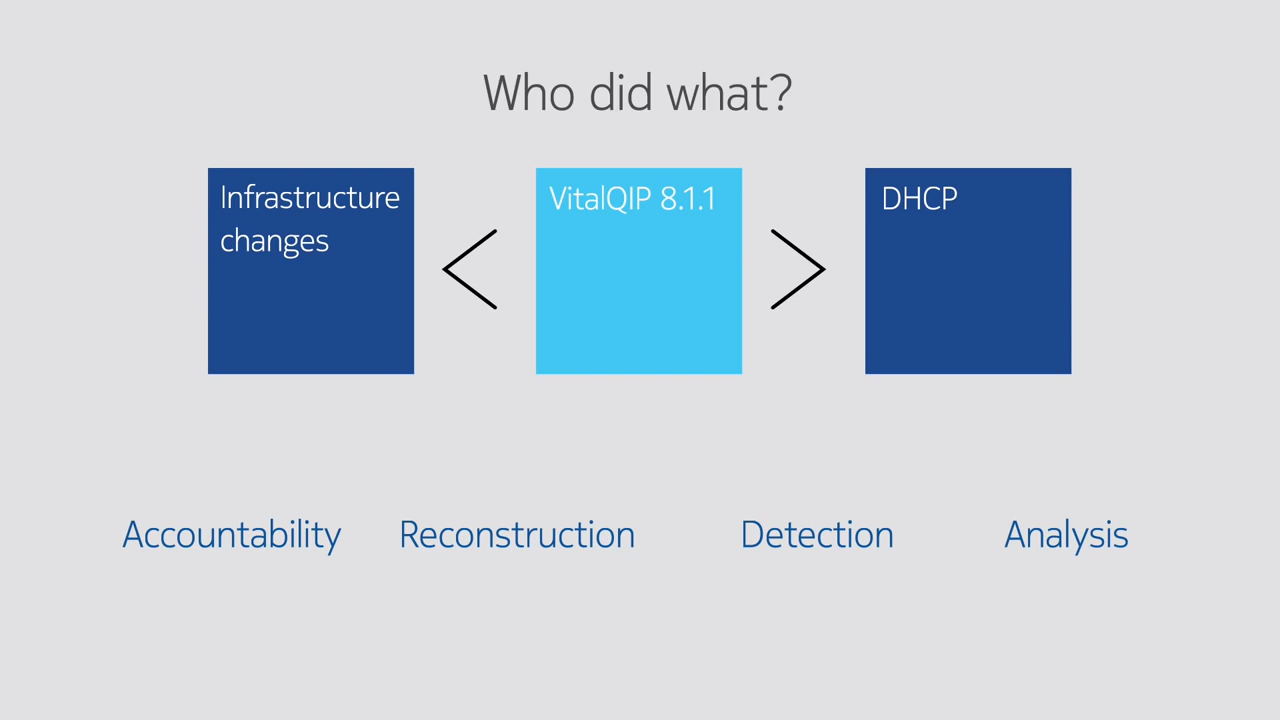 Who did what?
Infrastructure
changes
VitalQIP 8.1.1
DHCP
Accountability
Reconstruction
Detection
Analysis